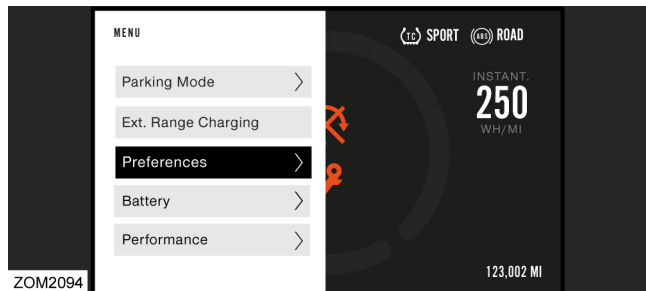 MENU
Parking Mode
Ext. Range Charging
Preferences
Battery
Performance
TC SPORT ABS ROAD
INSTANT.
250
WH/MI
123,002 MI
ZOM2094